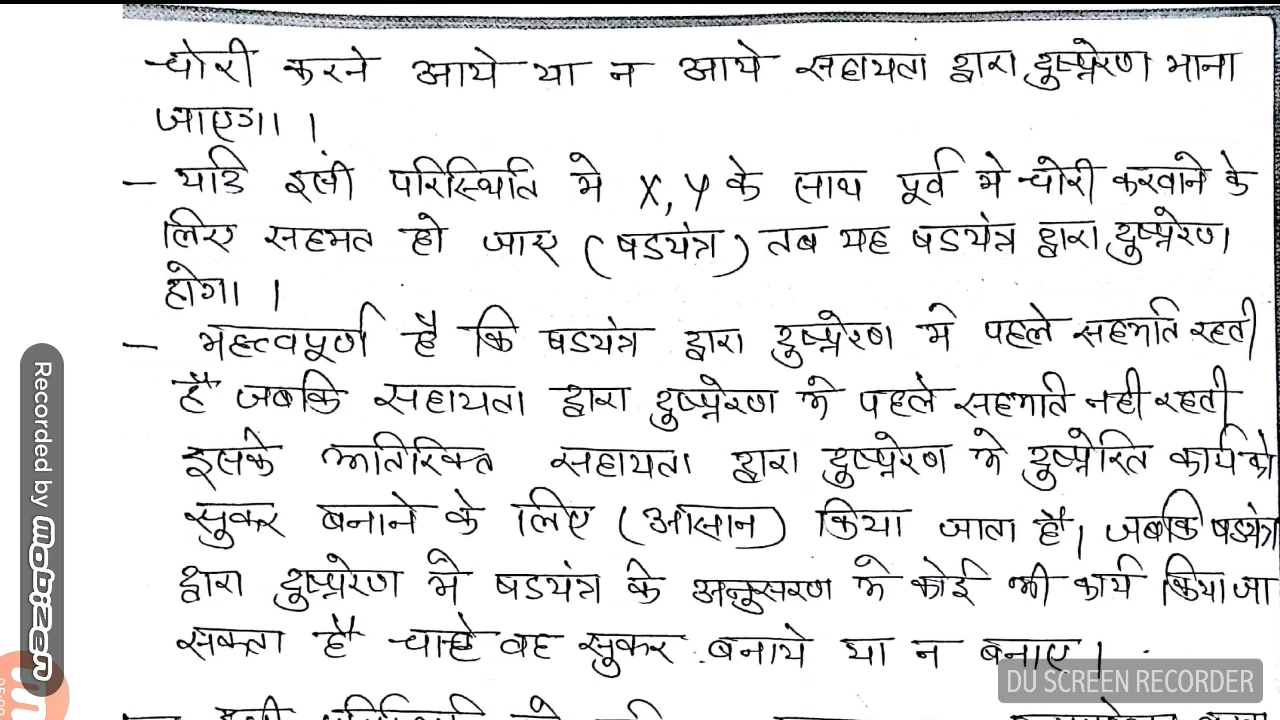 चोरी करने आये या न आये सहायता द्वारा दुष्प्रेरण माना
जाएगा।
- यदि इसी परिस्थिति मे X, Y के साथ पूर्व मे चोरी करवाने के
लिए सहमत हो जाए (षडयंत्र) तब यह षडयंत्र द्वारा दुष्प्रेरण
होगा।
- महत्वपूर्ण है कि षडयंत्र द्वारा दुष्प्रेरण मे पहले सहमति रहती
है जबकि सहायता द्वारा दुष्प्रेरण मे पहले सहमति नही रहती
इसके अतिरिक्त सहायता द्वारा दुष्प्रेरण मे दुष्प्रेरित कार्य को
सुकर बनाने के लिए (आसान) किया जाता है। जबकि षडयंत्र
द्वारा दुष्प्रेरण मे षडयंत्र के अनुसरण मे कोई भी कार्य किया जा
सकता है चाहे वह सुकर बनाये या न बनाए।
Recorded by mobizen
DU SCREEN RECORDER